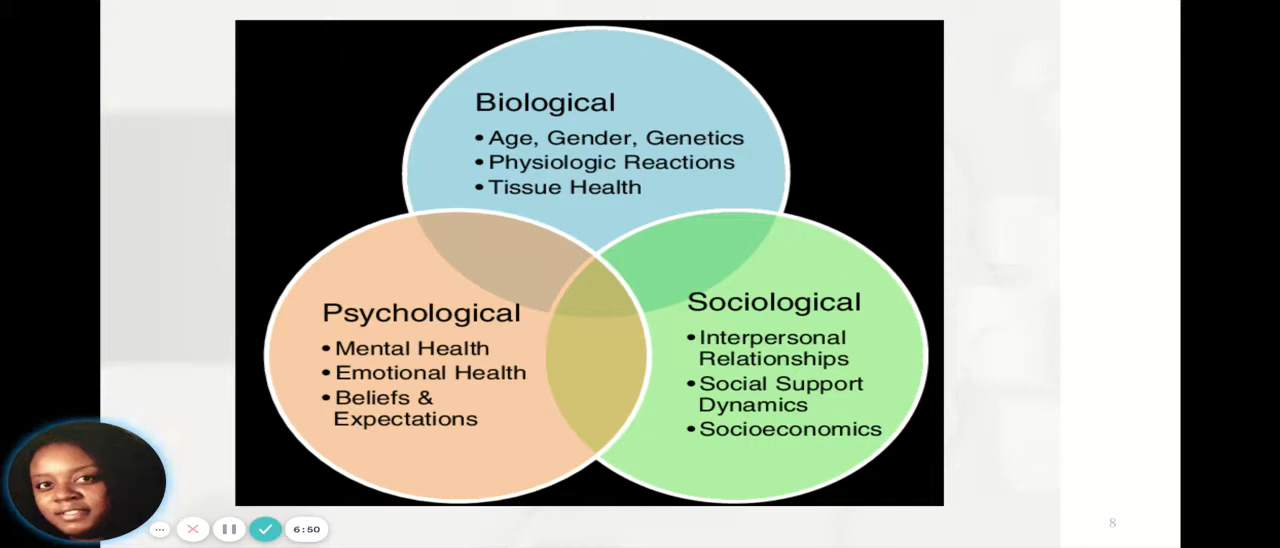 Biological
• Age, Gender, Genetics
• Physiologic Reactions
• Tissue Health
Psychological
• Mental Health
• Emotional Health
• Beliefs &
Expectations
Sociological
• Interpersonal
Relationships
• Social Support
Dynamics
• Socioeconomics
6:50
8